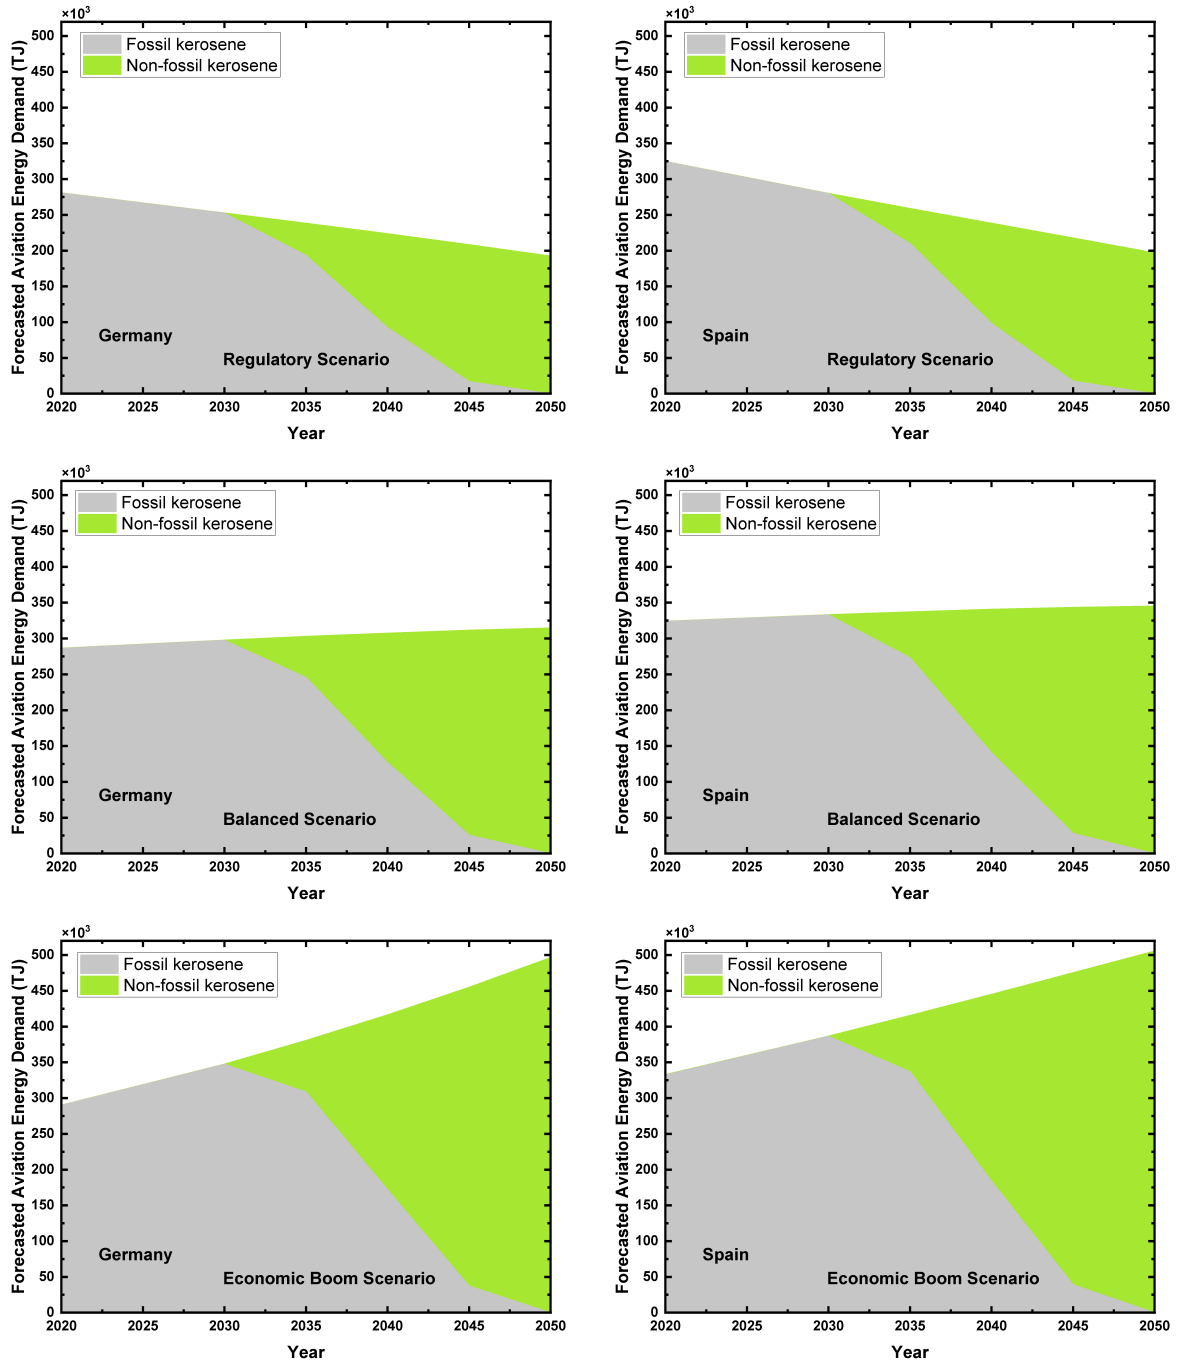 ×10³
500
450
400
350
300
250
200
150
100
50
0
Forecasted Aviation Energy Demand (TJ)
Fossil kerosene
Non-fossil kerosene
Germany
Regulatory Scenario
2020 2025 2030 2035 2040 2045 2050
Year
×10³
500
450
400
350
300
250
200
150
100
50
0
Forecasted Aviation Energy Demand (TJ)
Fossil kerosene
Non-fossil kerosene
Spain
Regulatory Scenario
2020 2025 2030 2035 2040 2045 2050
Year
×10³
500
450
400
350
300
250
200
150
100
50
0
Forecasted Aviation Energy Demand (TJ)
Fossil kerosene
Non-fossil kerosene
Germany
Balanced Scenario
2020 2025 2030 2035 2040 2045 2050
Year
×10³
500
450
400
350
300
250
200
150
100
50
0
Forecasted Aviation Energy Demand (TJ)
Fossil kerosene
Non-fossil kerosene
Spain
Balanced Scenario
2020 2025 2030 2035 2040 2045 2050
Year
×10³
500
450
400
350
300
250
200
150
100
50
0
Forecasted Aviation Energy Demand (TJ)
Fossil kerosene
Non-fossil kerosene
Germany
Economic Boom Scenario
2020 2025 2030 2035 2040 2045 2050
Year
×10³
500
450
400
350
300
250
200
150
100
50
0
Forecasted Aviation Energy Demand (TJ)
Fossil kerosene
Non-fossil kerosene
Spain
Economic Boom Scenario
2020 2025 2030 2035 2040 2045 2050
Year